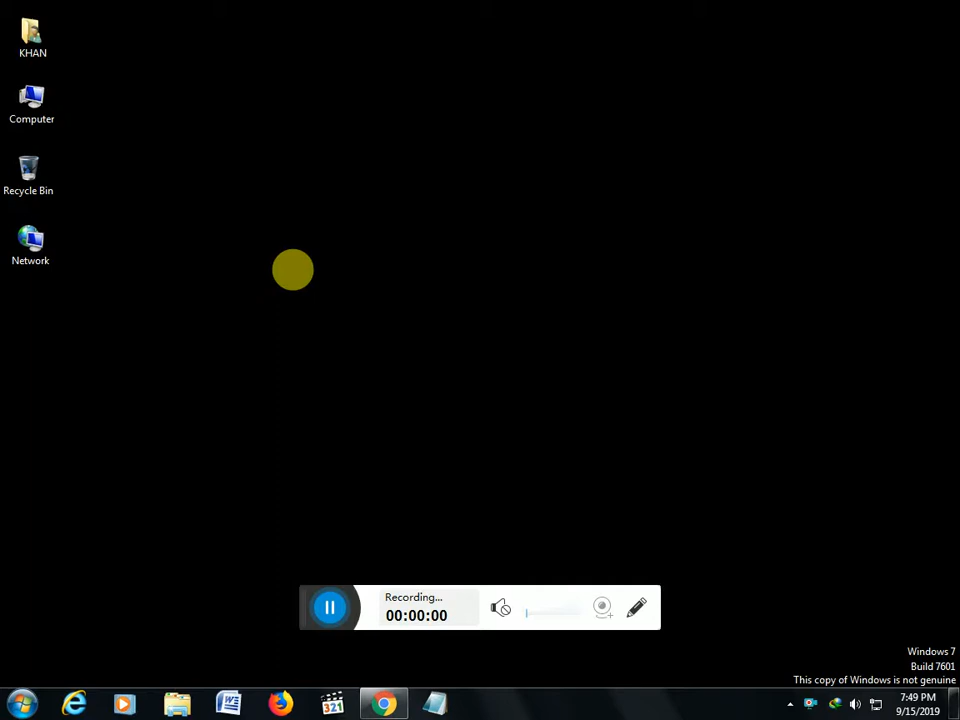 KHAN
Computer
Recycle Bin
Network
Recording...
00:00:00
Windows 7
Build 7601
This copy of Windows is not genuine
321
7:49 PM
9/15/2019